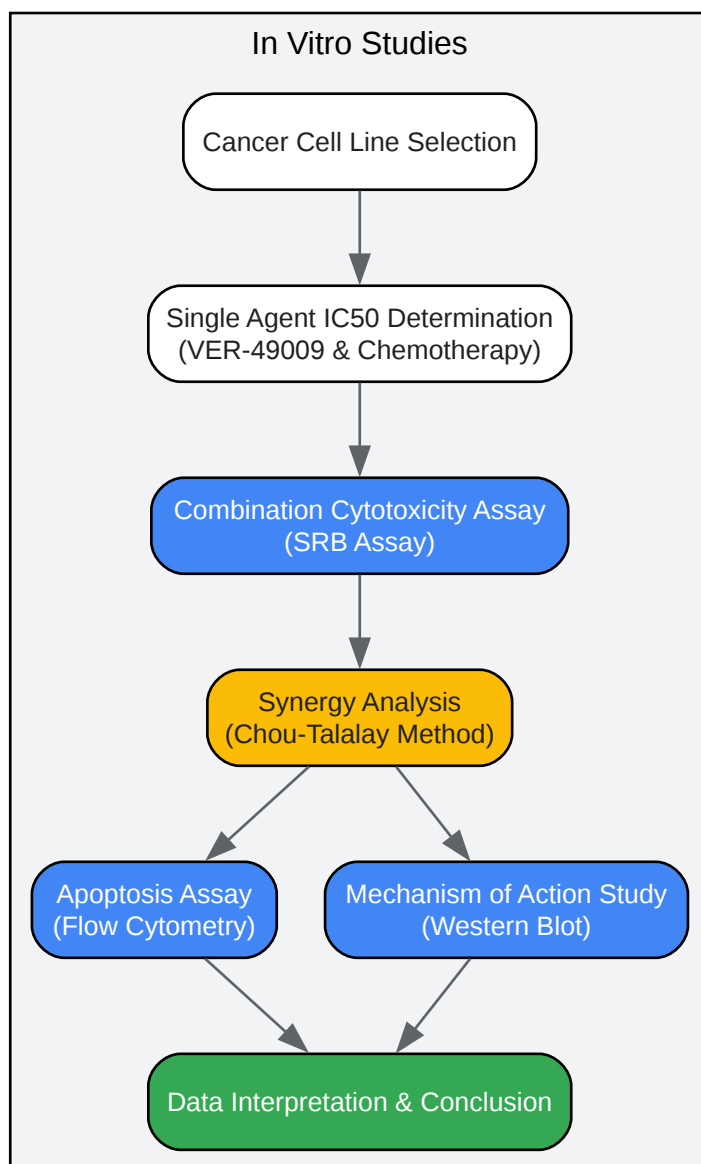 In Vitro Studies
Cancer Cell Line Selection
Single Agent IC50 Determination
(VER-49009 & Chemotherapy)
Combination Cytotoxicity Assay
(SRB Assay)
Synergy Analysis
(Chou-Talalay Method)
Apoptosis Assay
(Flow Cytometry)
Mechanism of Action Study
(Western Blot)
Data Interpretation & Conclusion